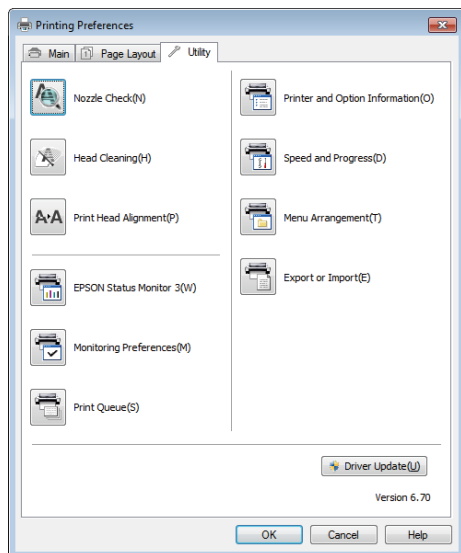 Printing Preferences
Main
Page Layout
Utility
Nozzle Check(N)
Head Cleaning(H)
A·A Print Head Alignment(P)
EPSON Status Monitor 3(W)
Monitoring Preferences(M)
Print Queue(S)
Printer and Option Information(O)
Speed and Progress(D)
Menu Arrangement(T)
Export or Import(E)
Driver Update(U)
Version 6.70
OK
Cancel
Help